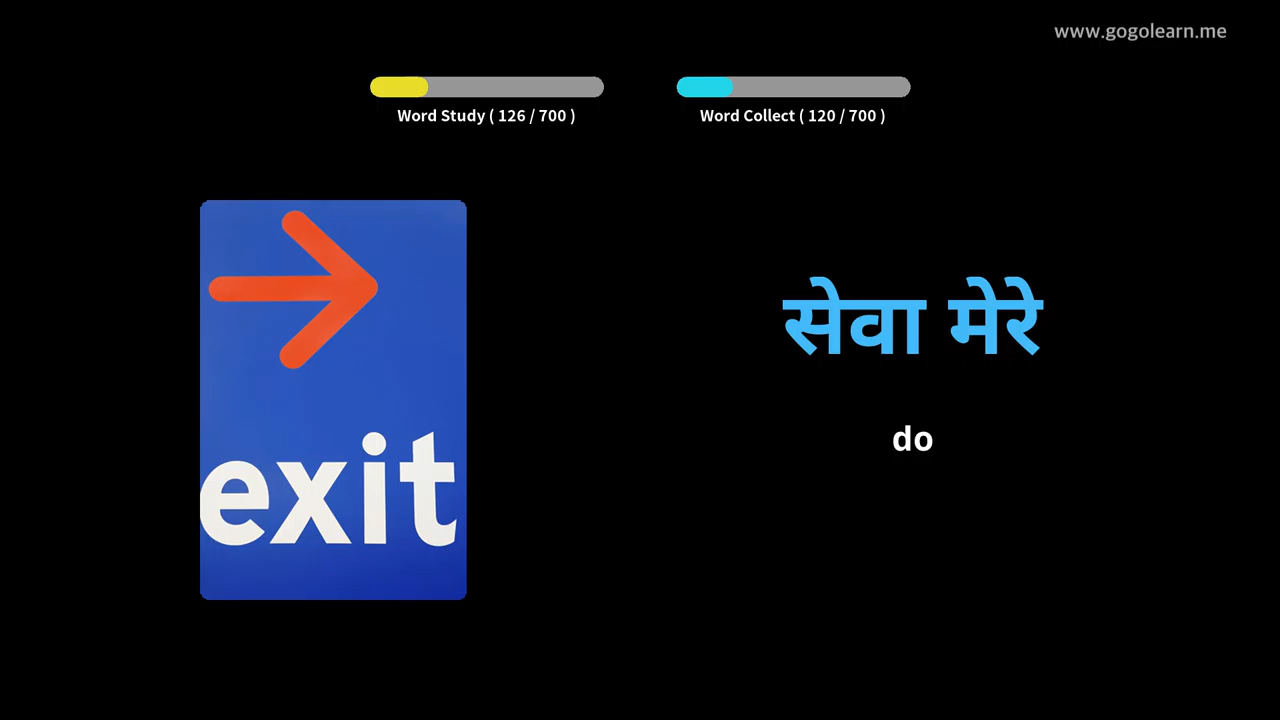 www.gogolearn.me
Word Study ( 126 / 700 )
Word Collect ( 120 / 700 )
exit
सेवा मेरे
do